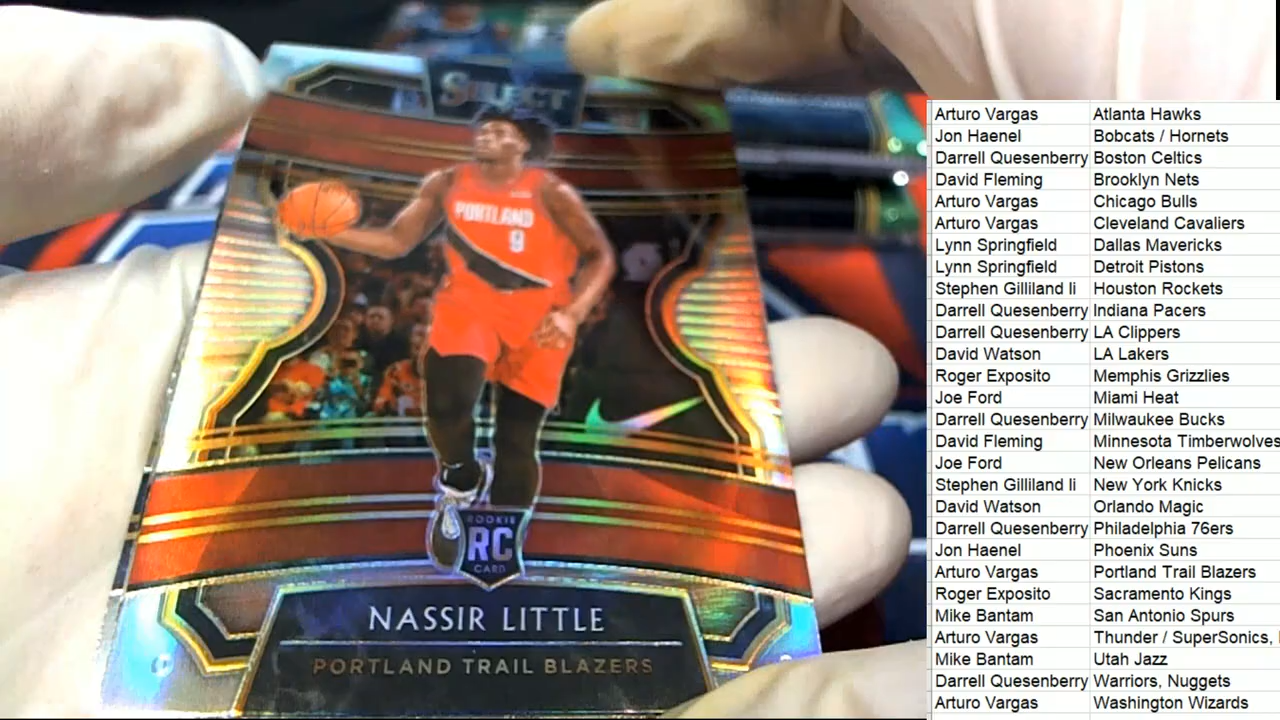 SELECT
PORTLAND
9
ROOKIE
RC
CARD
NASSIR LITTLE
PORTLAND TRAIL BLAZERS
Arturo Vargas Atlanta Hawks
Jon Haenel Bobcats / Hornets
Darrell Quesenberry Boston Celtics
David Fleming Brooklyn Nets
Arturo Vargas Chicago Bulls
Arturo Vargas Cleveland Cavaliers
Lynn Springfield Dallas Mavericks
Lynn Springfield Detroit Pistons
Stephen Gilliland Ii Houston Rockets
Darrell Quesenberry Indiana Pacers
Darrell Quesenberry LA Clippers
David Watson LA Lakers
Roger Exposito Memphis Grizzlies
Joe Ford Miami Heat
Darrell Quesenberry Milwaukee Bucks
David Fleming Minnesota Timberwolves
Joe Ford New Orleans Pelicans
Stephen Gilliland Ii New York Knicks
David Watson Orlando Magic
Darrell Quesenberry Philadelphia 76ers
Jon Haenel Phoenix Suns
Arturo Vargas Portland Trail Blazers
Roger Exposito Sacramento Kings
Mike Bantam San Antonio Spurs
Arturo Vargas Thunder / SuperSonics,
Mike Bantam Utah Jazz
Darrell Quesenberry Warriors, Nuggets
Arturo Vargas Washington Wizards